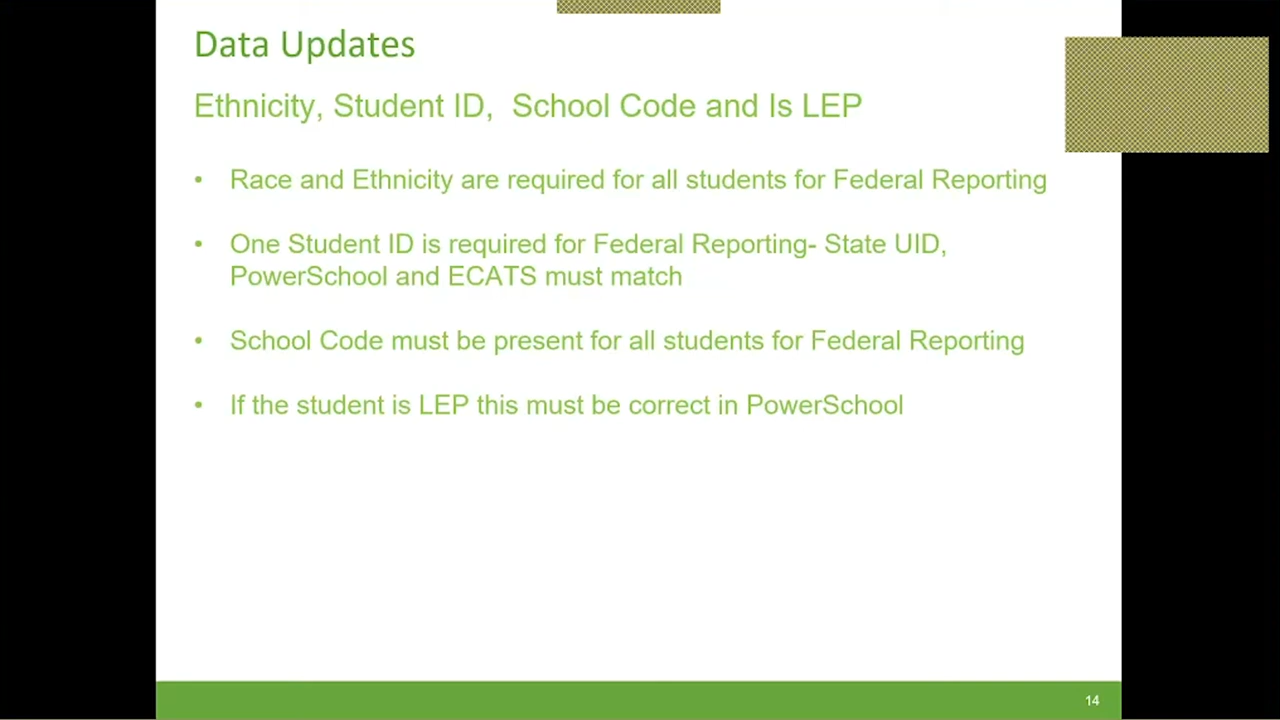 Data Updates
Ethnicity, Student ID,  School Code and Is LEP
• Race and Ethnicity are required for all students for Federal Reporting
• One Student ID is required for Federal Reporting- State UID,
PowerSchool and ECATS must match
• School Code must be present for all students for Federal Reporting
• If the student is LEP this must be correct in PowerSchool
14